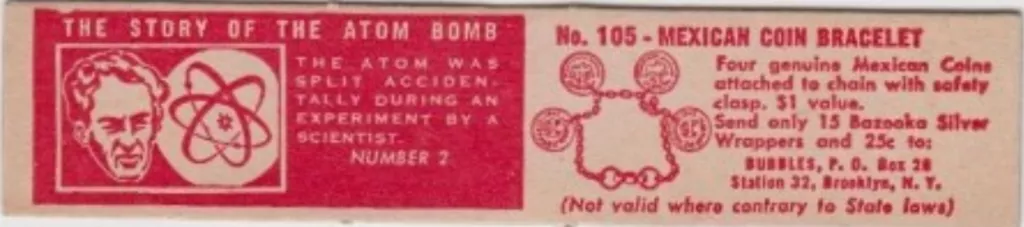 THE STORY OF THE ATOM BOMB
THE ATOM WAS
SPLIT ACCIDEN-
TALLY DURING AN
EXPERIMENT BY A
SCIENTIST.
NUMBER 2
No. 105 - MEXICAN COIN BRACELET
Four genuine Mexican Coins
attached to chain with safety
clasp. $1 value.
Send only 15 Bazooka Silver
Wrappers and 25c to:
BUBBLES, P. O. Box 28
Station 32, Brooklyn, N. Y.
(Not valid where contrary to State laws)